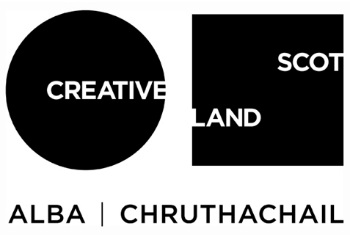 CREATIVE
SCOT
LAND
ALBA | CHRUTHACHAIL